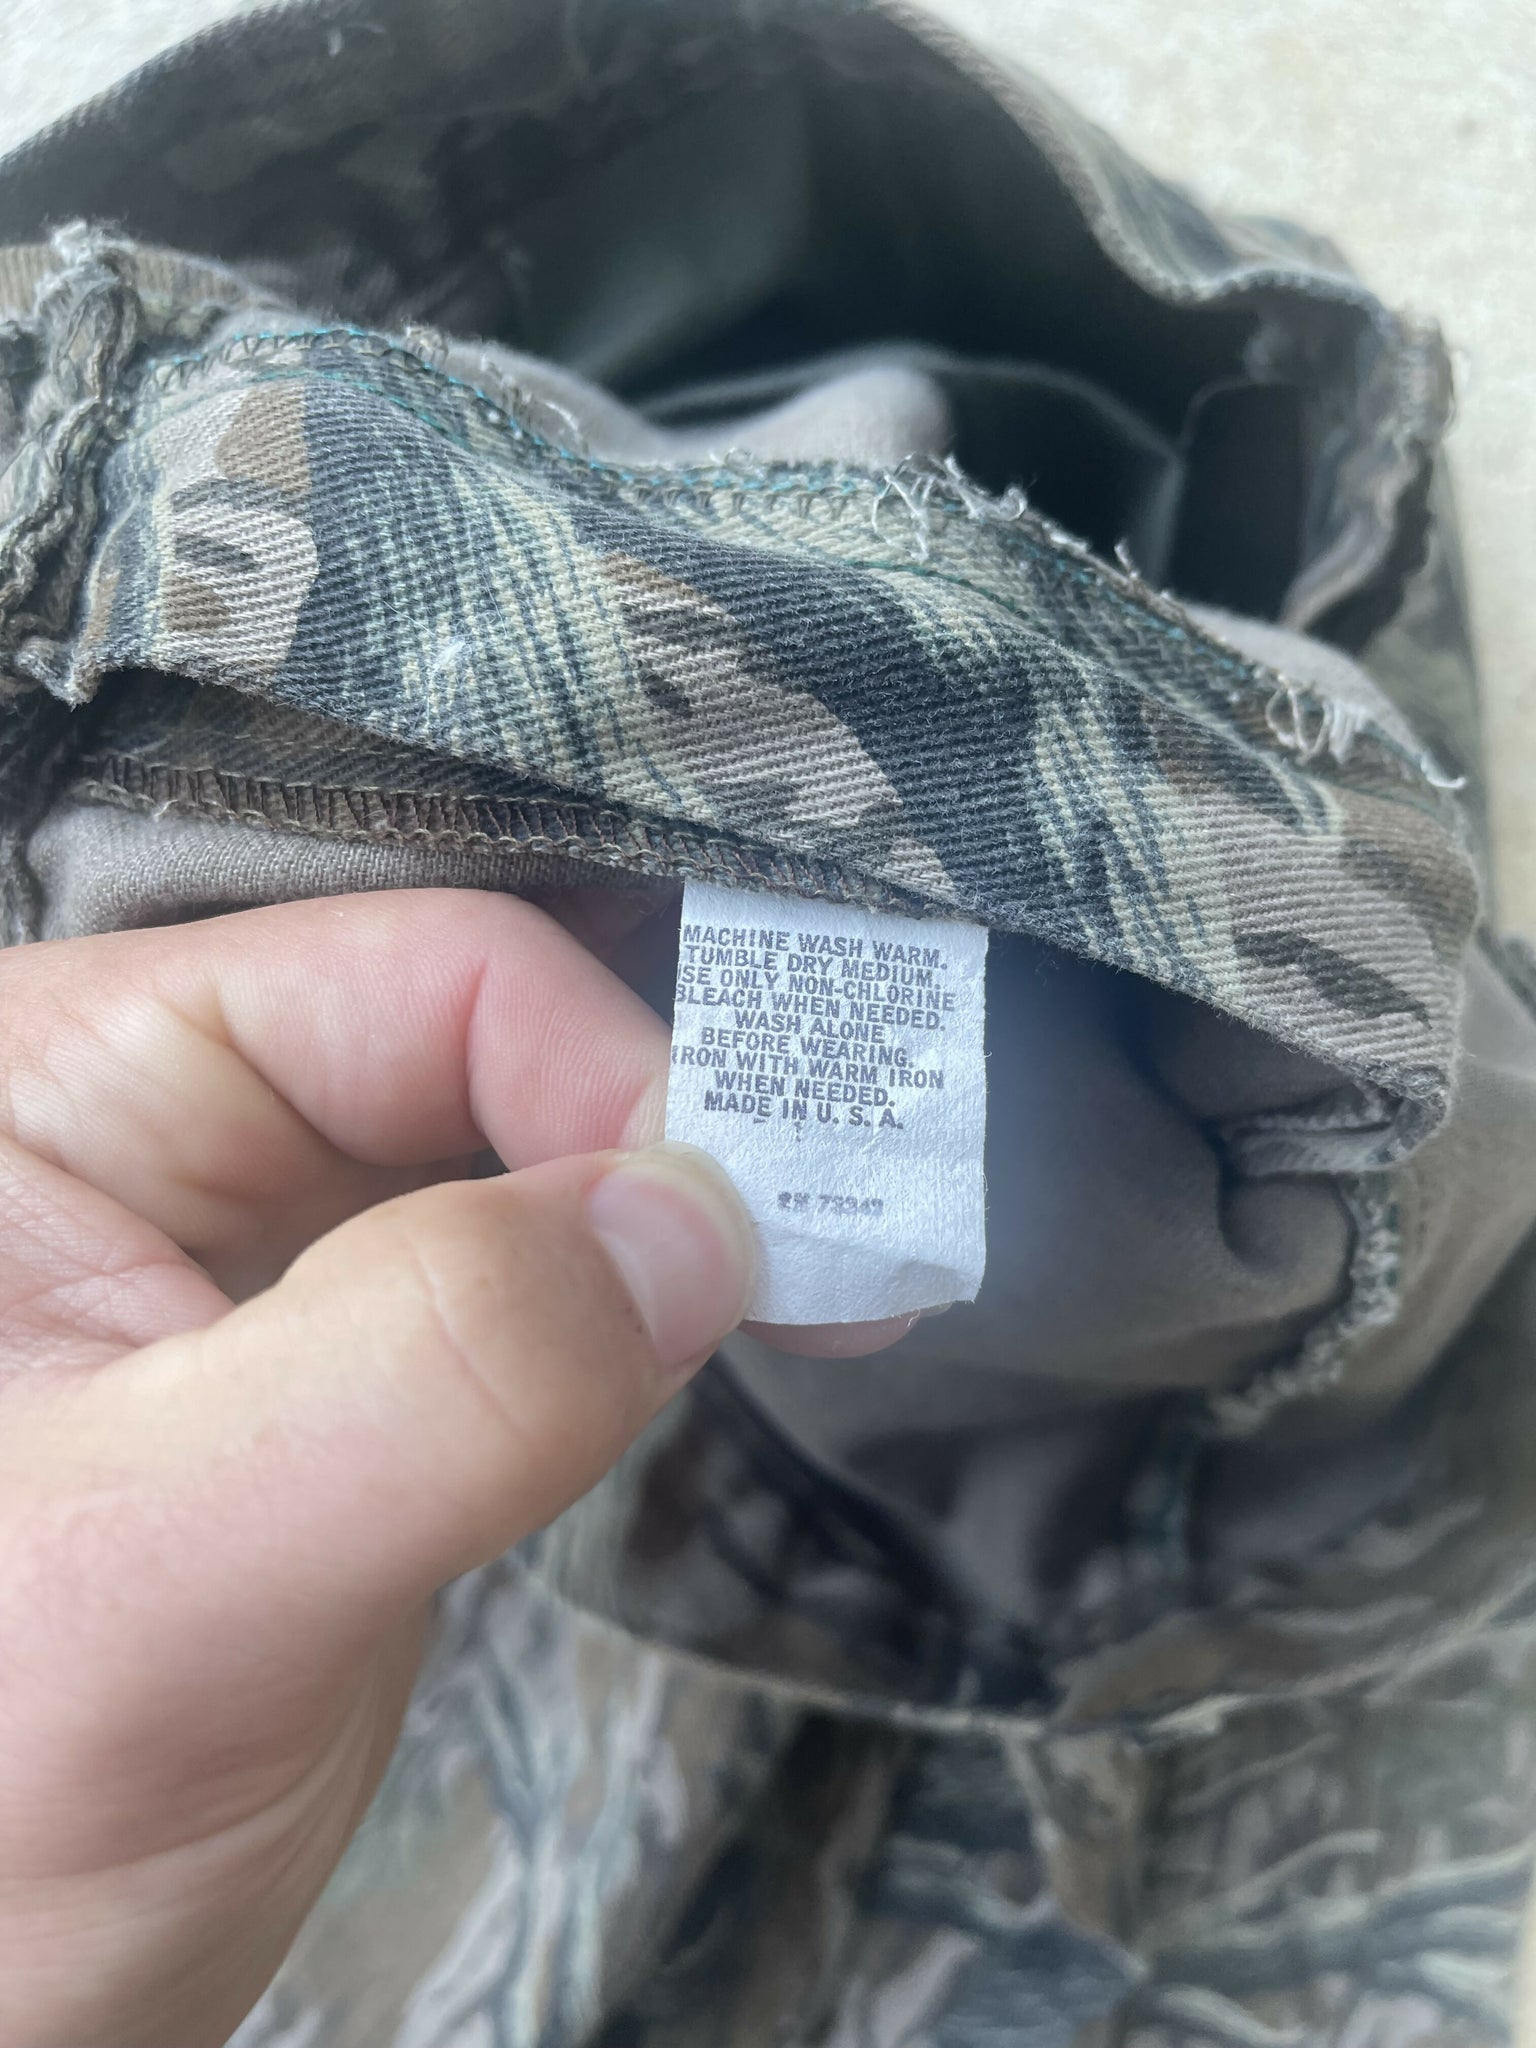 MACHINE WASH WARM.
TUMBLE DRY MEDIUM.
SE ONLY NON-CHLORINE
BLEACH WHEN NEEDED.
WASH ALONE
BEFORE WEARING.
IRON WITH WARM IRON
WHEN NEEDED.
MADE IN U. S. A.